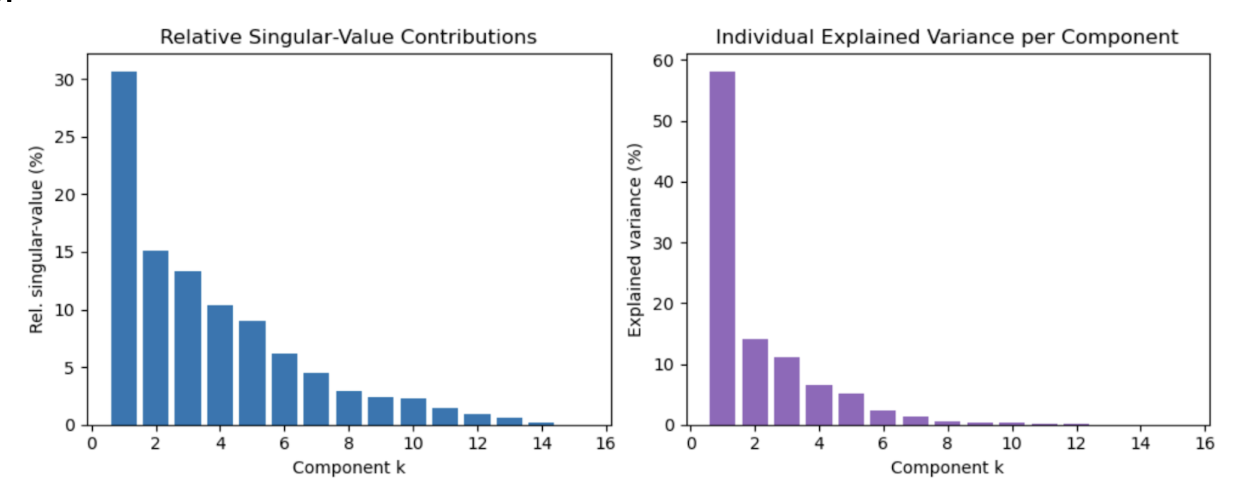 Relative Singular-Value Contributions
Rel. singular-value (%)
30
25
20
15
10
5
0
0 2 4 6 8 10 12 14 16
Component k
Individual Explained Variance per Component
Explained variance (%)
60
50
40
30
20
10
0
0 2 4 6 8 10 12 14 16
Component k